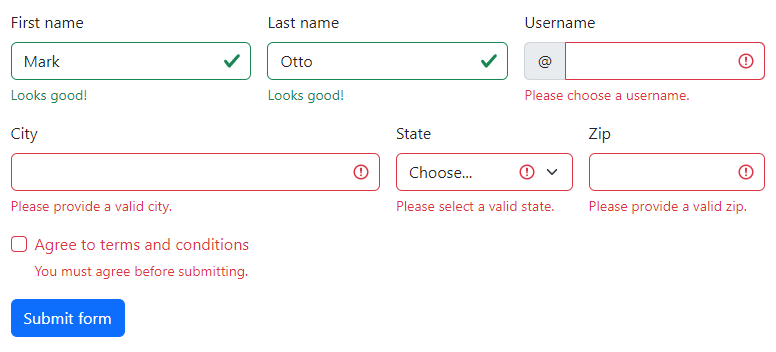 First name Last name Username
Mark Otto @
Looks good! Looks good! Please choose a username.
City State Zip
Choose...
Please provide a valid city. Please select a valid state. Please provide a valid zip.
Agree to terms and conditions
You must agree before submitting.
Submit form